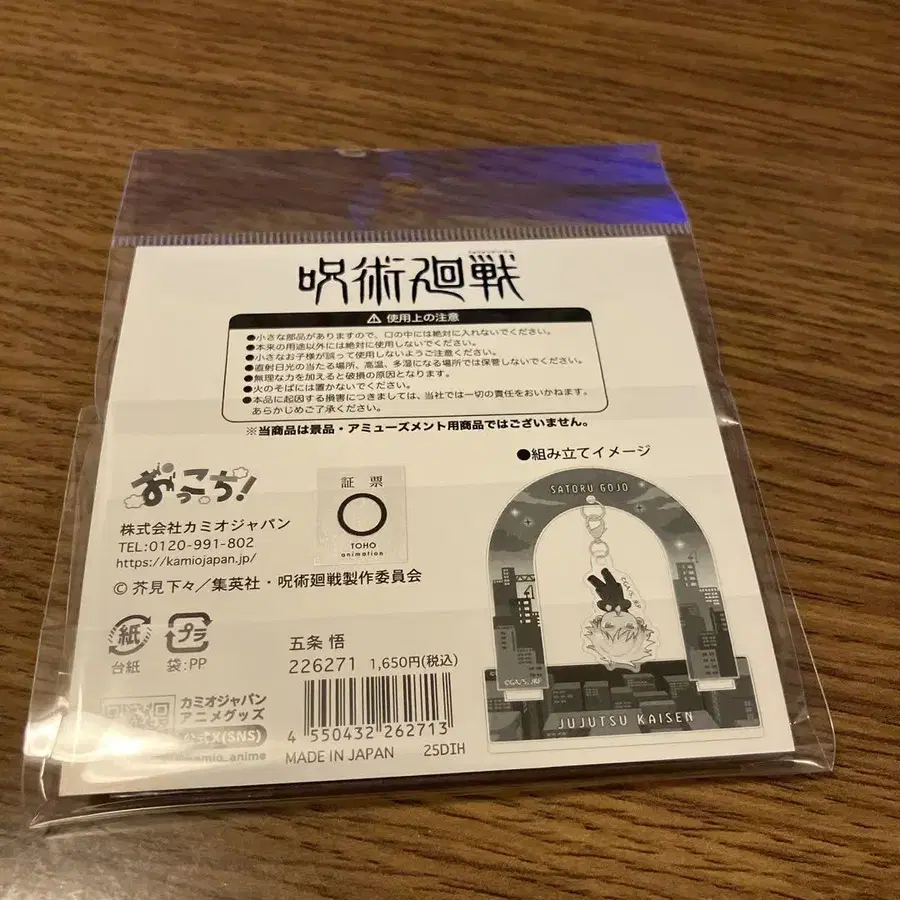 呪術廻戦
⚠ 使用上の注意
●小さな部品がありますので、口の中には絶対に入れないでください。
●本来の用途以外には絶対に使用しないでください。
●小さなお子様が誤って使用しないようご注意ください。
●直射日光の当たる場所、高温、多湿になる場所では保管しないでください。
●無理な力を加えると破損の原因となります。
●火のそばには置かないでください。
●本品に起因する損害につきましては、当社では一切の責任をおいかねます。
あらかじめご了承ください。
※当商品は景品・アミューズメント用商品ではございません。
おっこち!
株式会社カミオジャパン
TEL:0120-991-802
https://kamiojapan.jp/
証票
TOHO
animation
©芥見下々／集英社・呪術廻戦製作委員会
紙
台紙
プラ
袋:PP
カミオジャパン
アニメグッズ
公式X(SNS)
五条 悟
226271 1,650円(税込)
4 550432 262713
MADE IN JAPAN 25DIH
●組み立てイメージ
SATORU GOJO
JUJUTSU KAISEN